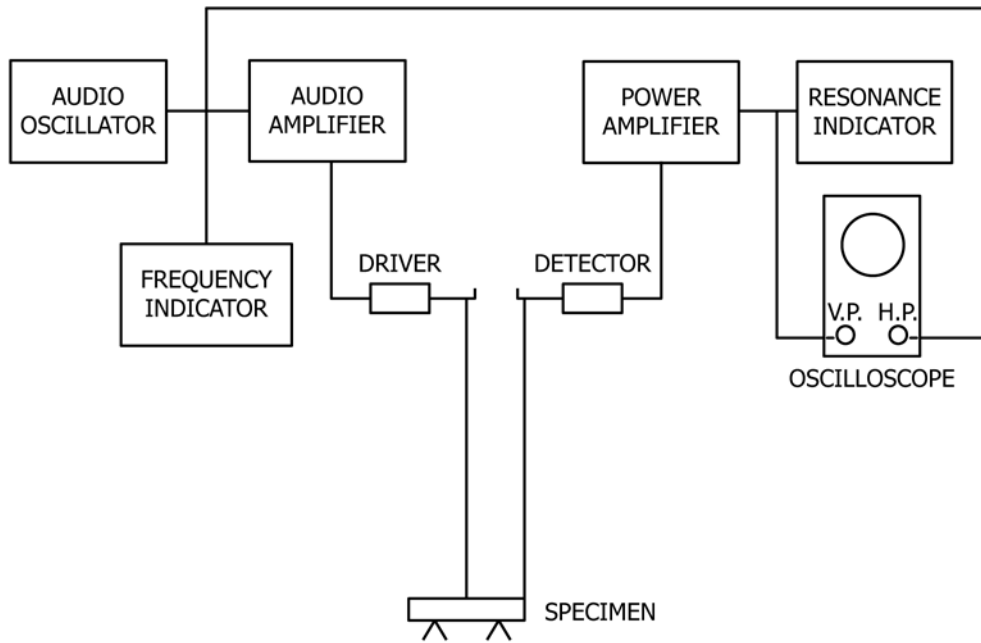 AUDIO
OSCILLATOR
AUDIO
AMPLIFIER
POWER
AMPLIFIER
RESONANCE
INDICATOR
FREQUENCY
INDICATOR
DRIVER
DETECTOR
V.P. H.P.
OSCILLOSCOPE
SPECIMEN